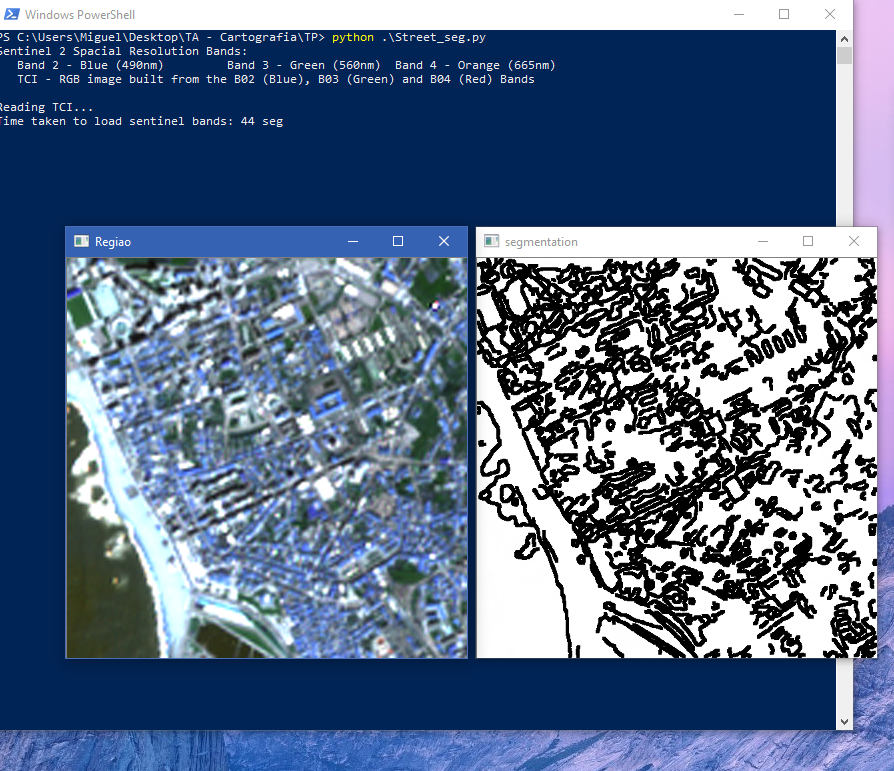 Windows PowerShell
PS C:\Users\Miguel\Desktop\TA - Cartografia\TP> python .\Street_seg.py
Sentinel 2 Spacial Resolution Bands:
Band 2 - Blue (490nm) Band 3 - Green (560nm) Band 4 - Orange (665nm)
TCI - RGB image built from the B02 (Blue), B03 (Green) and B04 (Red) Bands
Reading TCI...
Time taken to load sentinel bands: 44 seg
Regiao
segmentation